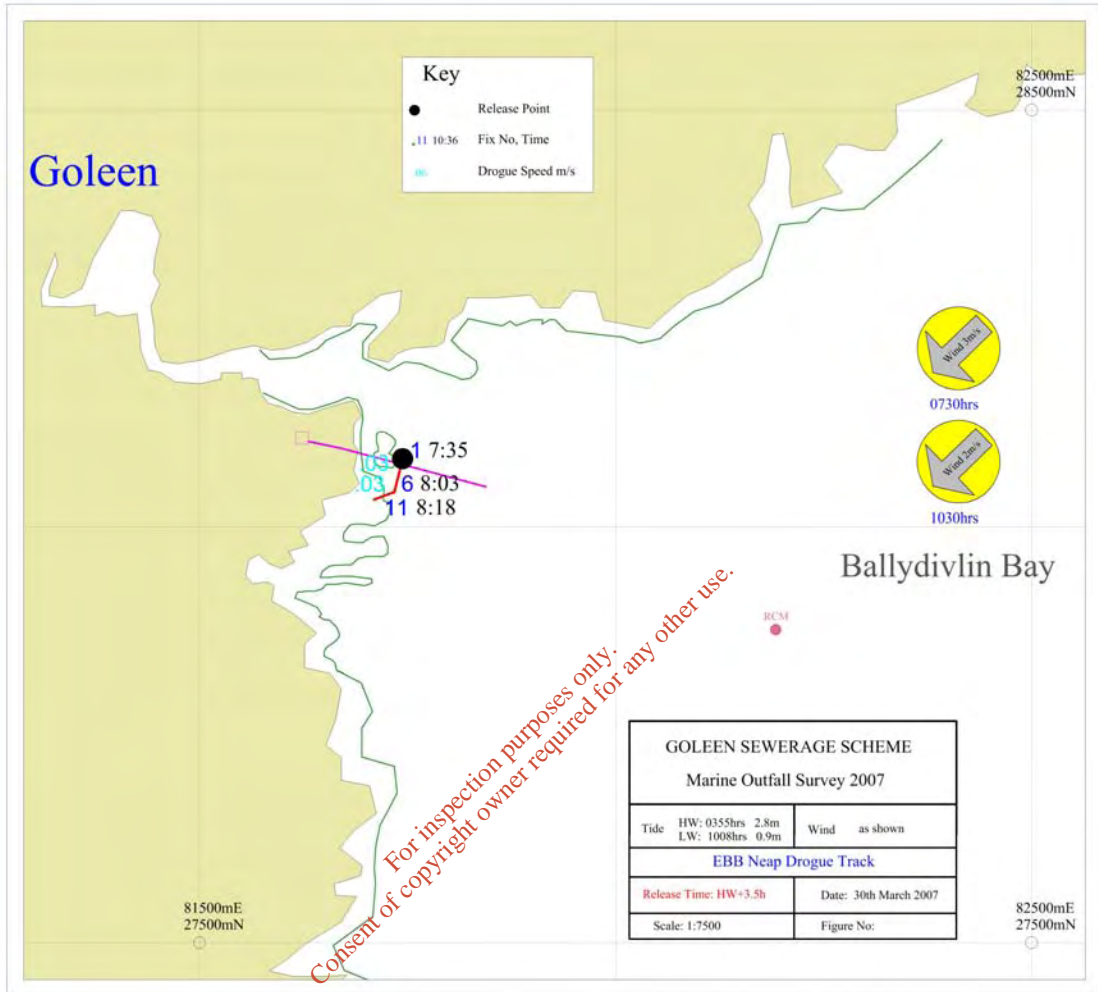 Key
Release Point
11 10:36 Fix No, Time
.06 Drogue Speed m/s
82500mE
28500mN
Goleen
Wind 3m/s
0730hrs
Wind 2m/s
1030hrs
1 7:35
.03
6 8:03
.03
11 8:18
Ballydivlin Bay
RCM
For inspection purposes only.
Consent of copyright owner required for any other use.
GOLEEN SEWERAGE SCHEME
Marine Outfall Survey 2007
Tide HW: 0355hrs 2.8m
LW: 1008hrs 0.9m
Wind as shown
EBB Neap Drogue Track
Release Time: HW+3.5h
Date: 30th March 2007
Scale: 1:7500
Figure No:
81500mE
27500mN
82500mE
27500mN